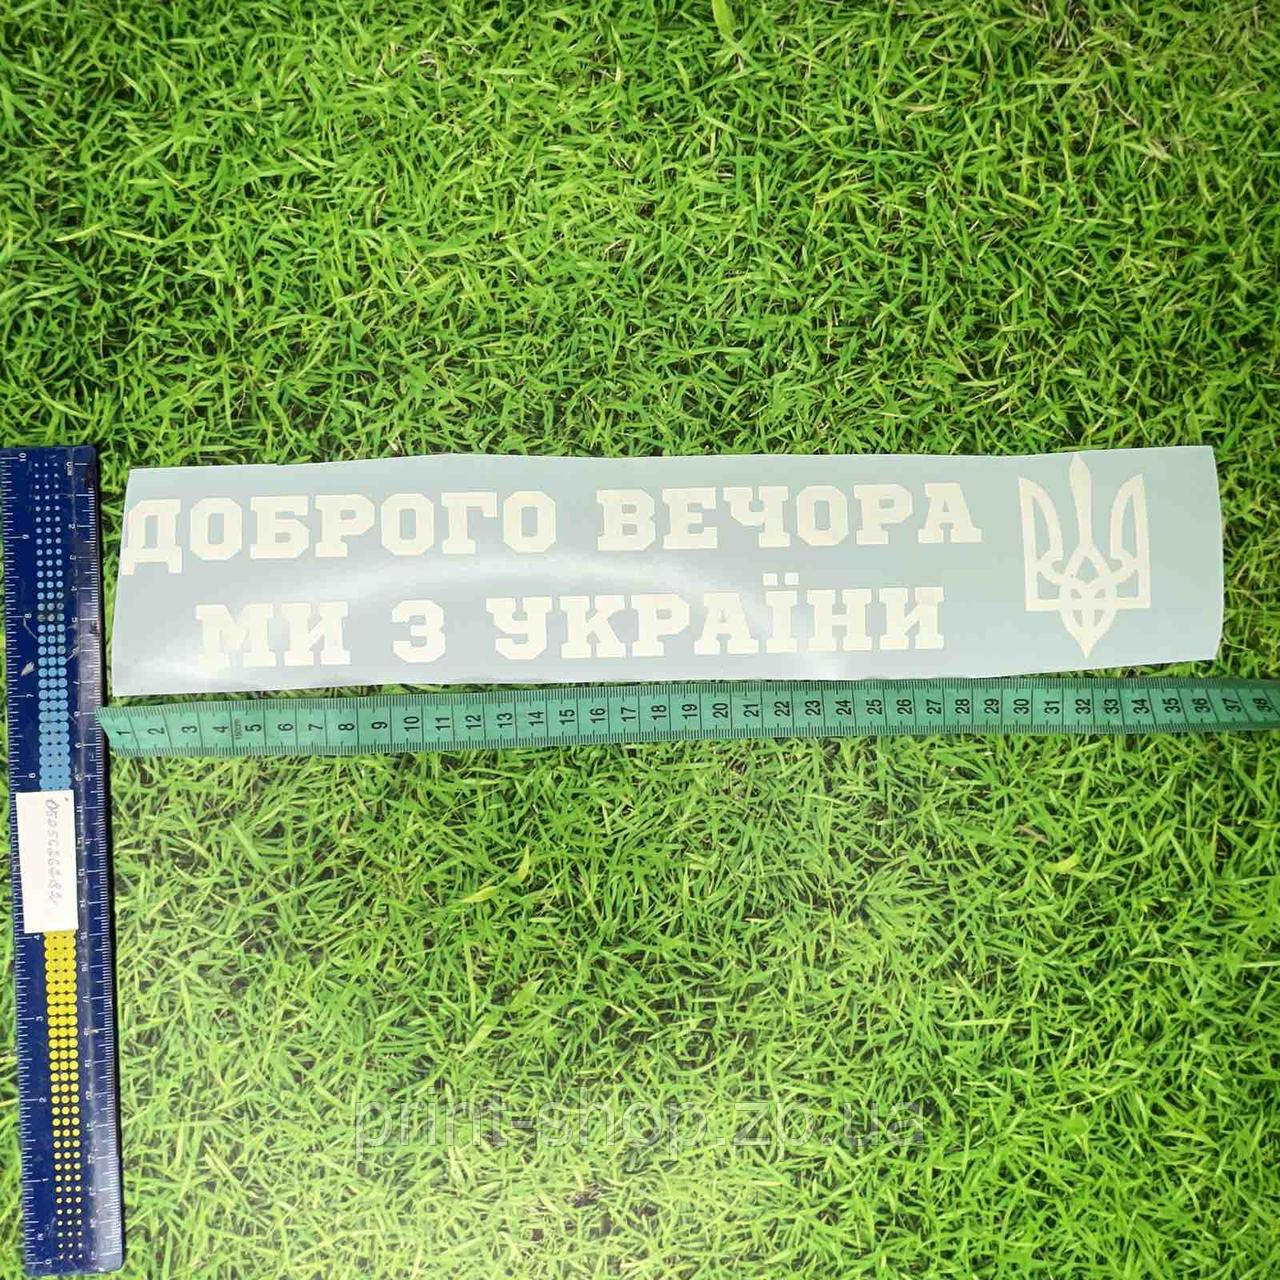 ДОБРОГО ВЕЧОРА
МИ З УКРАЇНИ
1 2 3 4 5 6 7 8 9 10 11 12 13 14 15 16 17 18 19 20 21 22 23 24 25 26 27 28 29 30 31 32 33 34 35 36 37 38
print-shop.zp.ua